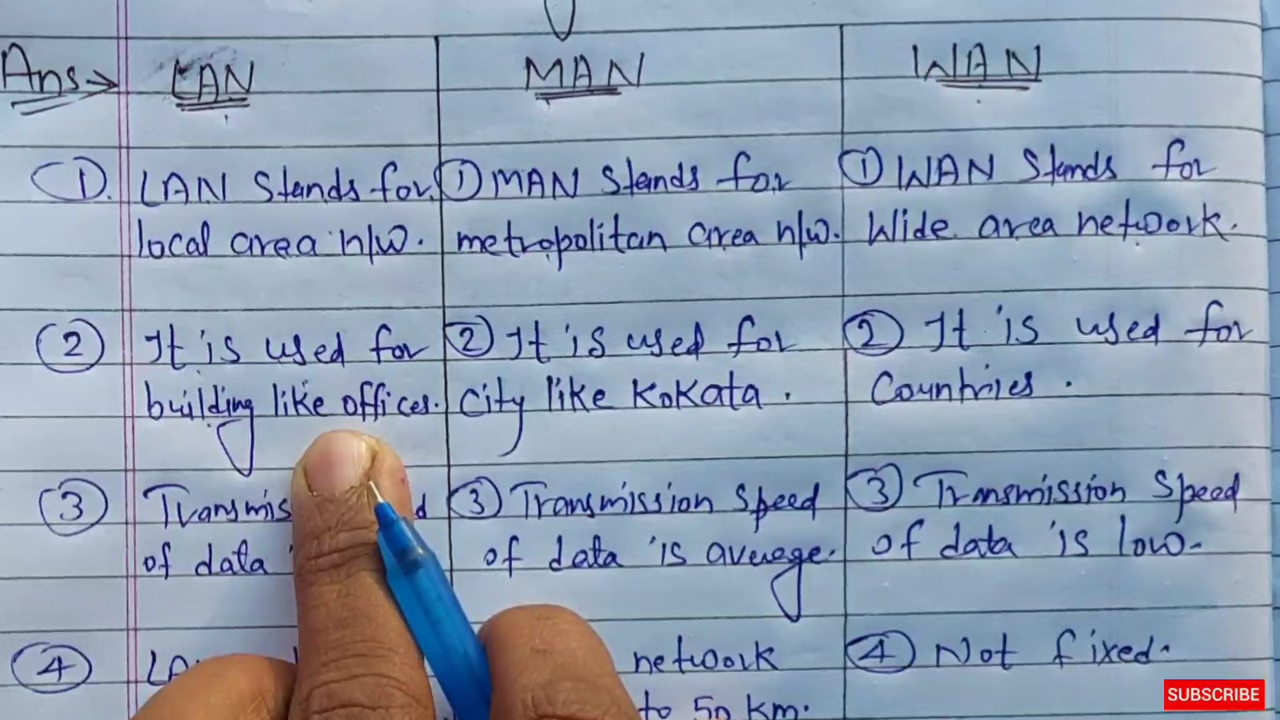 Ans→ LAN MAN WAN
①. LAN Stands for ① MAN Stands for ① WAN Stands for
local area n/w. metropolitan area n/w. Wide area network.
② It is used for ② It is used for ② It is used for
building like offices. city like KoKata. Countries.
③ ③ Transmission Speed ③ Transmission Speed
of data of data is average. of data is low.
④ network ④ Not fixed.
to 50 km.
SUBSCRIBE